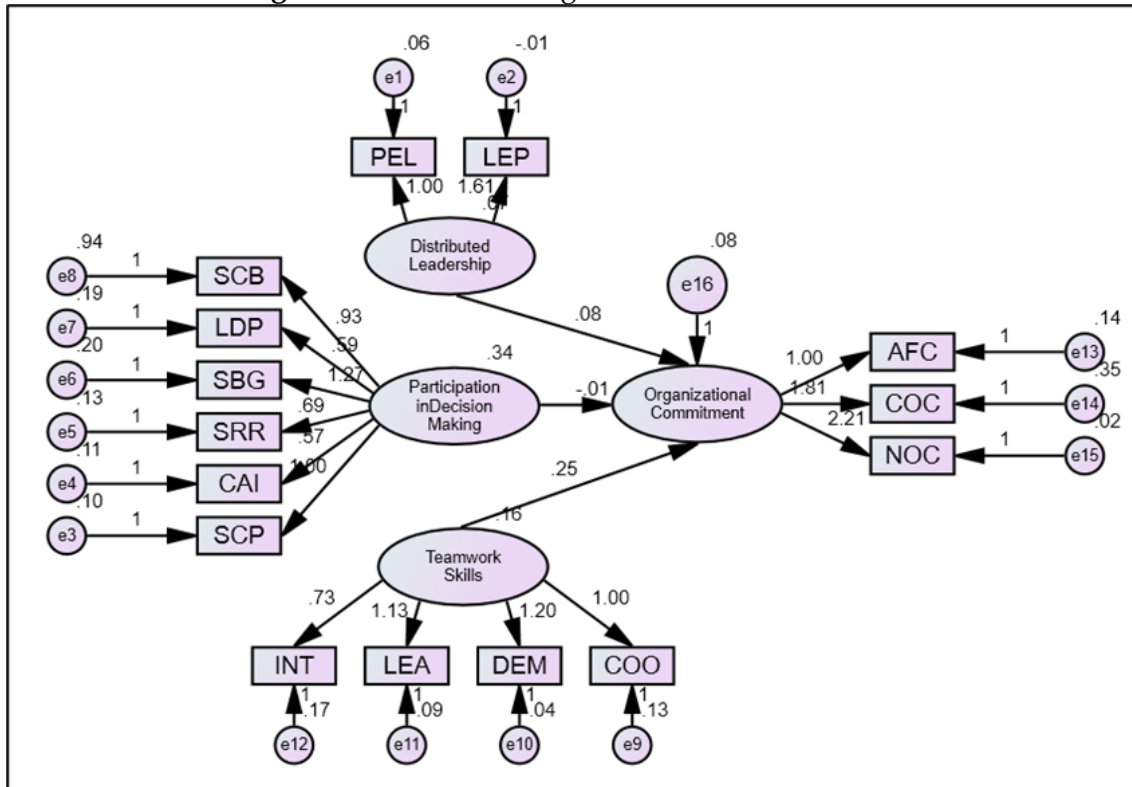 .06
-.01
e1
e2
1
1
PEL
LEP
1.00
1.61
Distributed
Leadership
.08
.08
e16
1
.94
e8
1
SCB
.19
e7
1
LDP
.20
e6
1
SBG
.13
e5
1
SRR
.11
e4
1
CAI
.10
e3
1
SCP
.93
.59
1.27
.69
.57
1.00
.34
Participation
inDecision
Making
-.01
Organizational
Commitment
1.00
1.81
2.21
AFC
1
.14
e13
COC
1
.35
e14
NOC
1
.02
e15
.25
.16
Teamwork
Skills
.73
1.13
1.20
1.00
INT
LEA
DEM
COO
1
1
1
1
.17
.09
.04
.13
e12
e11
e10
e9